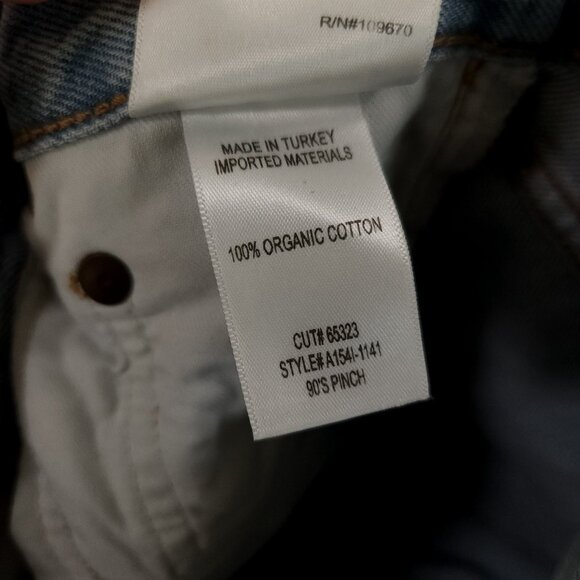 R/N#109670
MADE IN TURKEY
IMPORTED MATERIALS
100% ORGANIC COTTON
CUT# 65323
STYLE# A154I-1141
90'S PINCH